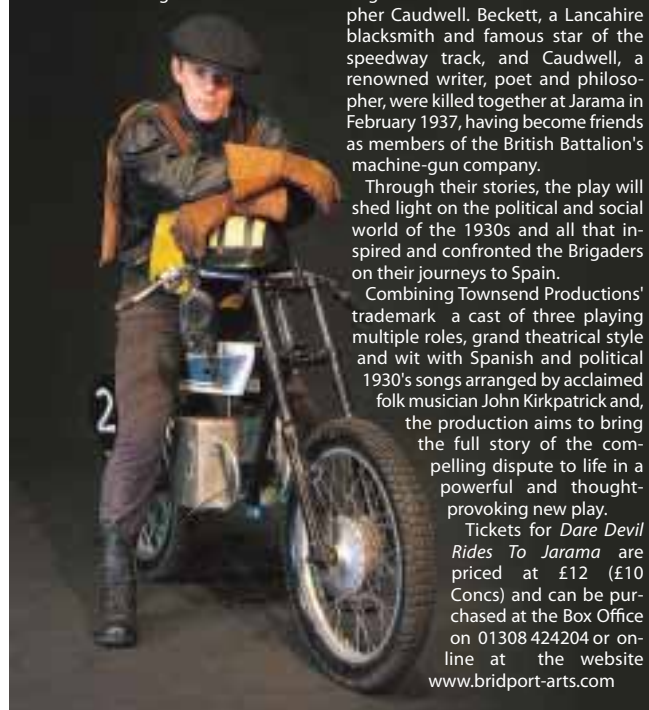 pher Caudwell. Beckett, a Lancahire
blacksmith and famous star of the
speedway track, and Caudwell, a
renowned writer, poet and philoso-
pher, were killed together at Jarama in
February 1937, having become friends
as members of the British Battalion's
machine-gun company.
Through their stories, the play will
shed light on the political and social
world of the 1930s and all that in-
spired and confronted the Brigaders
on their journeys to Spain.
Combining Townsend Productions'
trademark a cast of three playing
multiple roles, grand theatrical style
and wit with Spanish and political
1930's songs arranged by acclaimed
folk musician John Kirkpatrick and,
the production aims to bring
the full story of the com-
pelling dispute to life in a
powerful and thought-
provoking new play.
Tickets for Dare Devil
Rides To Jarama are
priced at £12 (£10
Concs) and can be pur-
chased at the Box Office
on 01308 424204 or on-
line at the website
www.bridport-arts.com
2